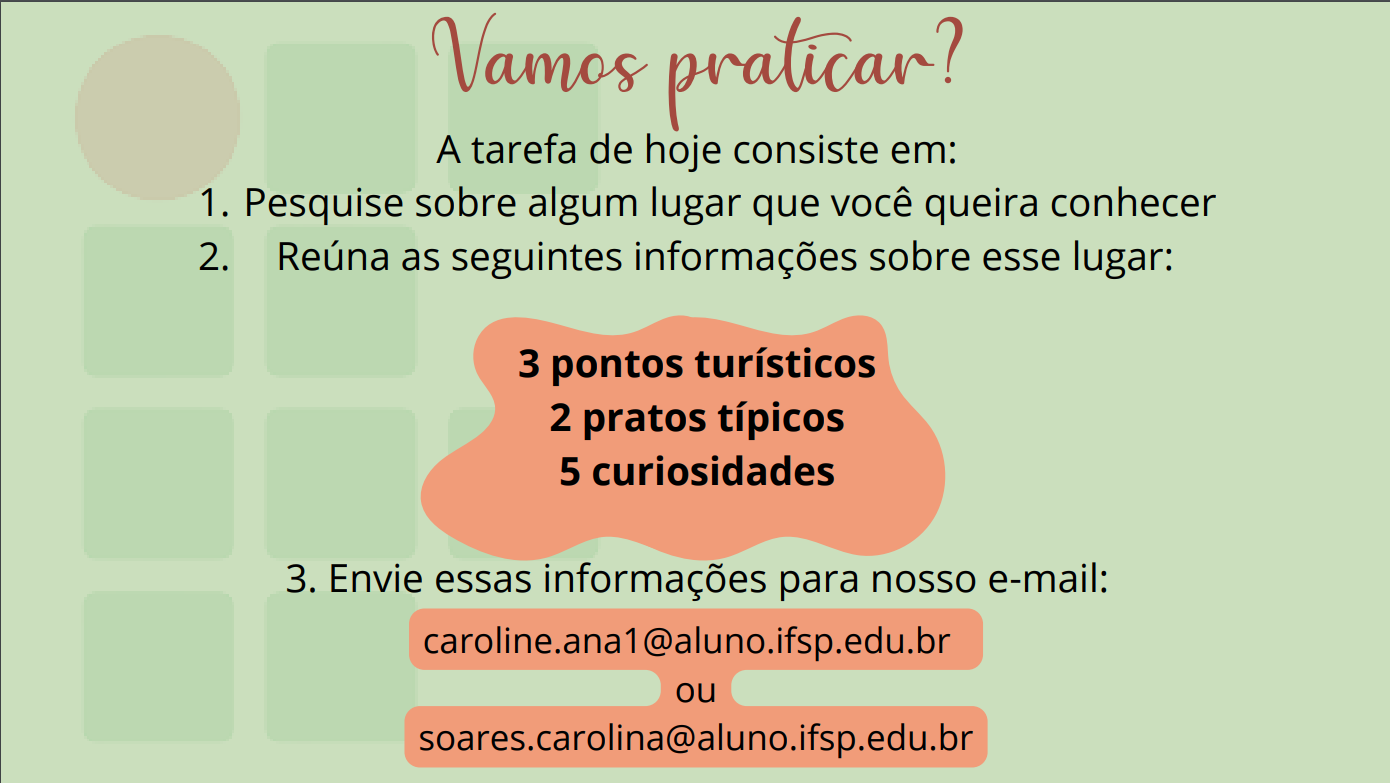 Vamos praticar?
A tarefa de hoje consiste em:
1. Pesquise sobre algum lugar que você queira conhecer
2. Reúna as seguintes informações sobre esse lugar:
3 pontos turísticos
2 pratos típicos
5 curiosidades
3. Envie essas informações para nosso e-mail:
caroline.ana1@aluno.ifsp.edu.br
ou
soares.carolina@aluno.ifsp.edu.br